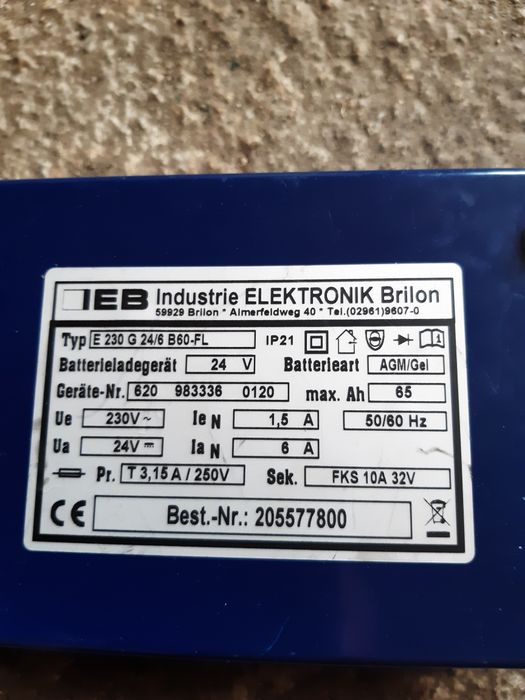 IEB Industrie ELEKTRONIK Brilon
59929 Brilon * Almerfeldweg 40 * Tel.(02961)9607-0
Typ E 230 G 24/6 B60-FL IP21
Batterieladegerät 24 V Batterieart AGM/Gel
Geräte-Nr. 620 983336 0120 max. Ah 65
Ue 230V ~ Ie N 1,5 A 50/60 Hz
Ua 24V Ia N 6 A
Pr. T 3,15 A / 250V Sek. FKS 10A 32V
CE Best.-Nr.: 205577800